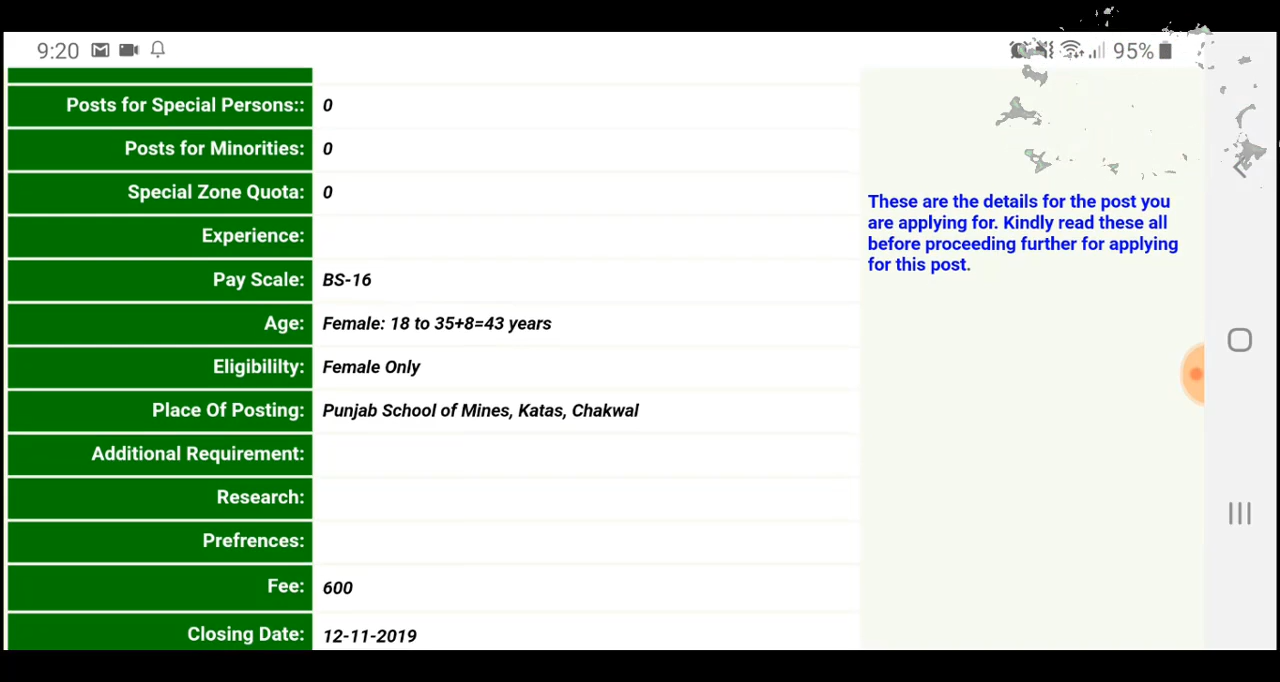 9:20 95%
Posts for Special Persons:: 0
Posts for Minorities: 0
Special Zone Quota: 0
Experience:
Pay Scale: BS-16
Age: Female: 18 to 35+8=43 years
Eligibililty: Female Only
Place Of Posting: Punjab School of Mines, Katas, Chakwal
Additional Requirement:
Research:
Prefrences:
Fee: 600
Closing Date: 12-11-2019
These are the details for the post you
are applying for. Kindly read these all
before proceeding further for applying
for this post.